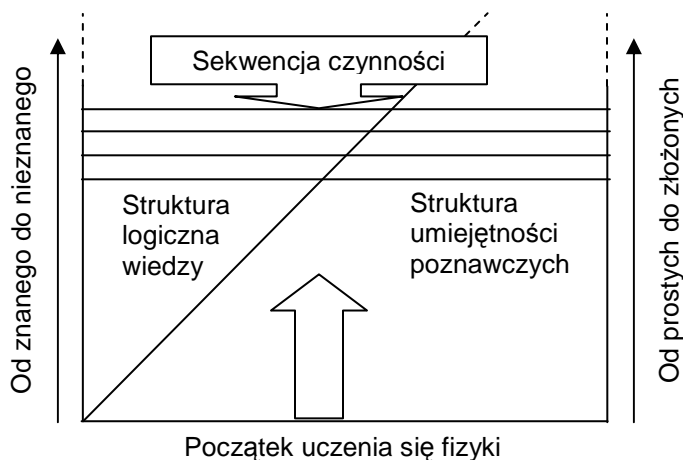 Sekwencja czynności
Od znanego do nieznanego
Struktura
logiczna
wiedzy
Struktura
umiejętności
poznawczych
Od prostych do złożonych
Początek uczenia się fizyki